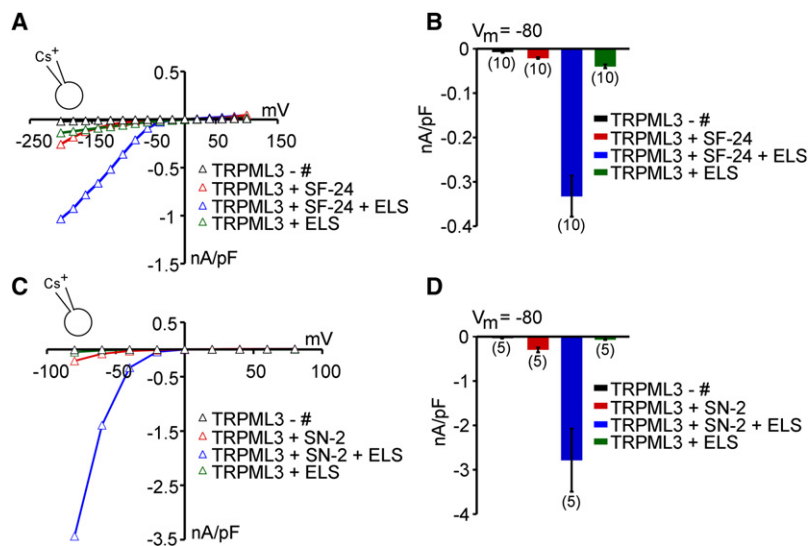 A
Cs+
0.5
mV
-250
-150
-50
50
150
-0.5
-1
-1.5
nA/pF
TRPML3 - #
TRPML3 + SF-24
TRPML3 + SF-24 + ELS
TRPML3 + ELS
B
Vm = -80
0
-0.1
-0.2
-0.3
-0.4
nA/pF
(10)
(10)
(10)
(10)
TRPML3 - #
TRPML3 + SF-24
TRPML3 + SF-24 + ELS
TRPML3 + ELS
C
Cs+
0.5
mV
-100
-50
50
100
-0.5
-1.5
-2.5
-3.5
nA/pF
TRPML3 - #
TRPML3 + SN-2
TRPML3 + SN-2 + ELS
TRPML3 + ELS
D
Vm = -80
0
-1
-2
-3
-4
nA/pF
(5)
(5)
(5)
(5)
TRPML3 - #
TRPML3 + SN-2
TRPML3 + SN-2 + ELS
TRPML3 + ELS